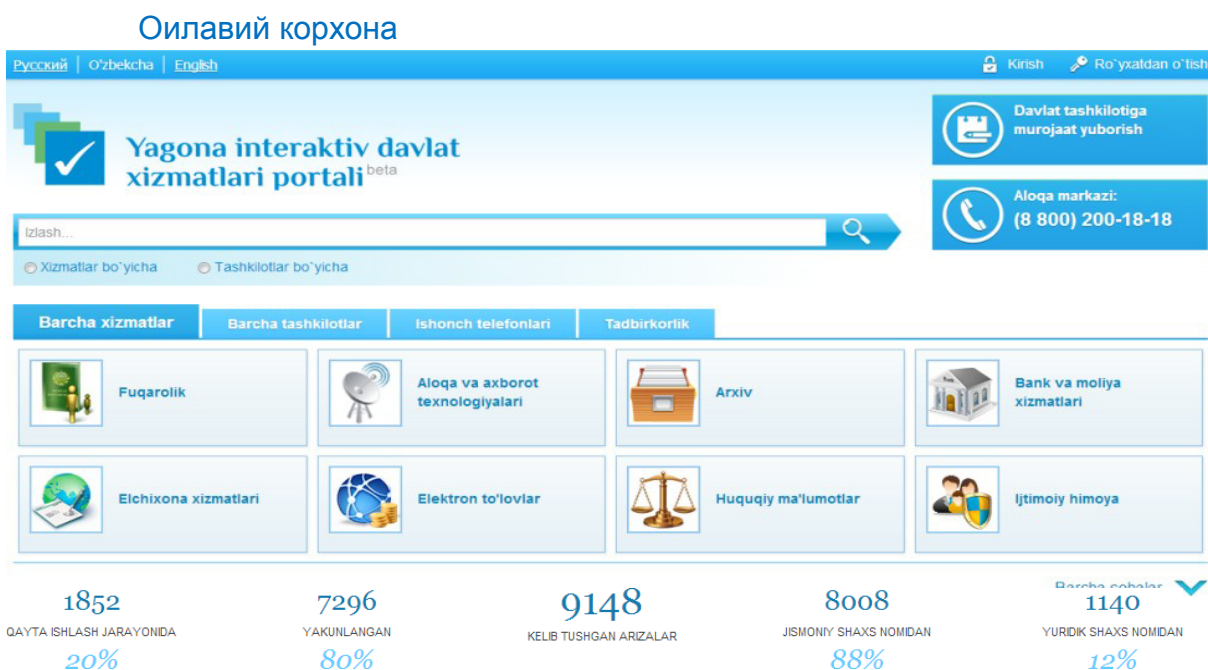 Оилавий корхона
Русский | O'zbekcha | English
Kirish
Ro`yxatdan o`tish
Davlat tashkilotiga
murojaat yuborish
Yagona interaktiv davlat
xizmatlari portali beta
Aloqa markazi:
(8 800) 200-18-18
Izlash...
Xizmatlar bo`yicha
Tashkilotlar bo`yicha
Barcha xizmatlar
Barcha tashkilotlar
Ishonch telefonlari
Tadbirkorlik
Fuqarolik
Aloqa va axborot
texnologiyalari
Arxiv
Bank va moliya
xizmatlari
Elchixona xizmatlari
Elektron to'lovlar
Huquqiy ma'lumotlar
Ijtimoiy himoya
Barcha sohalar
1852
QAYTA ISHLASH JARAYONIDA
20%
7296
YAKUNLANGAN
80%
9148
KELIB TUSHGAN ARIZALAR
8008
JISMONIY SHAXS NOMIDAN
88%
1140
YURIDIK SHAXS NOMIDAN
12%